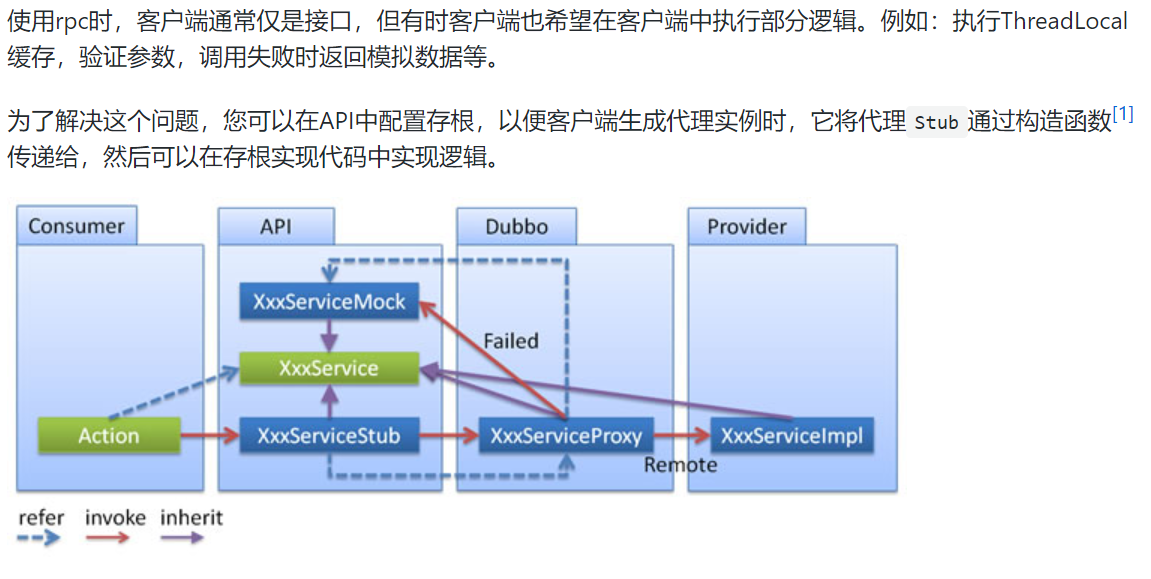 使用rpc时，客户端通常仅是接口，但有时客户端也希望在客户端中执行部分逻辑。例如：执行ThreadLocal
缓存，验证参数，调用失败时返回模拟数据等。
为了解决这个问题，您可以在API中配置存根，以便客户端生成代理实例时，它将代理 Stub 通过构造函数[1]
传递给，然后可以在存根实现代码中实现逻辑。
Consumer
API
Dubbo
Provider
XxxServiceMock
Failed
XxxService
Action
XxxServiceStub
XxxServiceProxy
XxxServiceImpl
Remote
refer
invoke
inherit